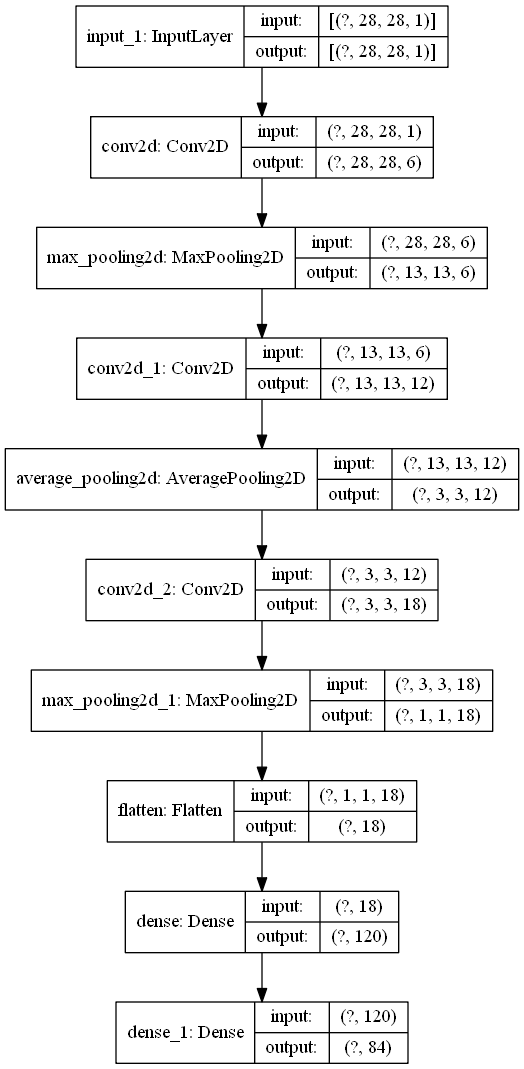 input_1: InputLayer
input: [(?, 28, 28, 1)]
output: [(?, 28, 28, 1)]
conv2d: Conv2D
input: (?, 28, 28, 1)
output: (?, 28, 28, 6)
max_pooling2d: MaxPooling2D
input: (?, 28, 28, 6)
output: (?, 13, 13, 6)
conv2d_1: Conv2D
input: (?, 13, 13, 6)
output: (?, 13, 13, 12)
average_pooling2d: AveragePooling2D
input: (?, 13, 13, 12)
output: (?, 3, 3, 12)
conv2d_2: Conv2D
input: (?, 3, 3, 12)
output: (?, 3, 3, 18)
max_pooling2d_1: MaxPooling2D
input: (?, 3, 3, 18)
output: (?, 1, 1, 18)
flatten: Flatten
input: (?, 1, 1, 18)
output: (?, 18)
dense: Dense
input: (?, 18)
output: (?, 120)
dense_1: Dense
input: (?, 120)
output: (?, 84)